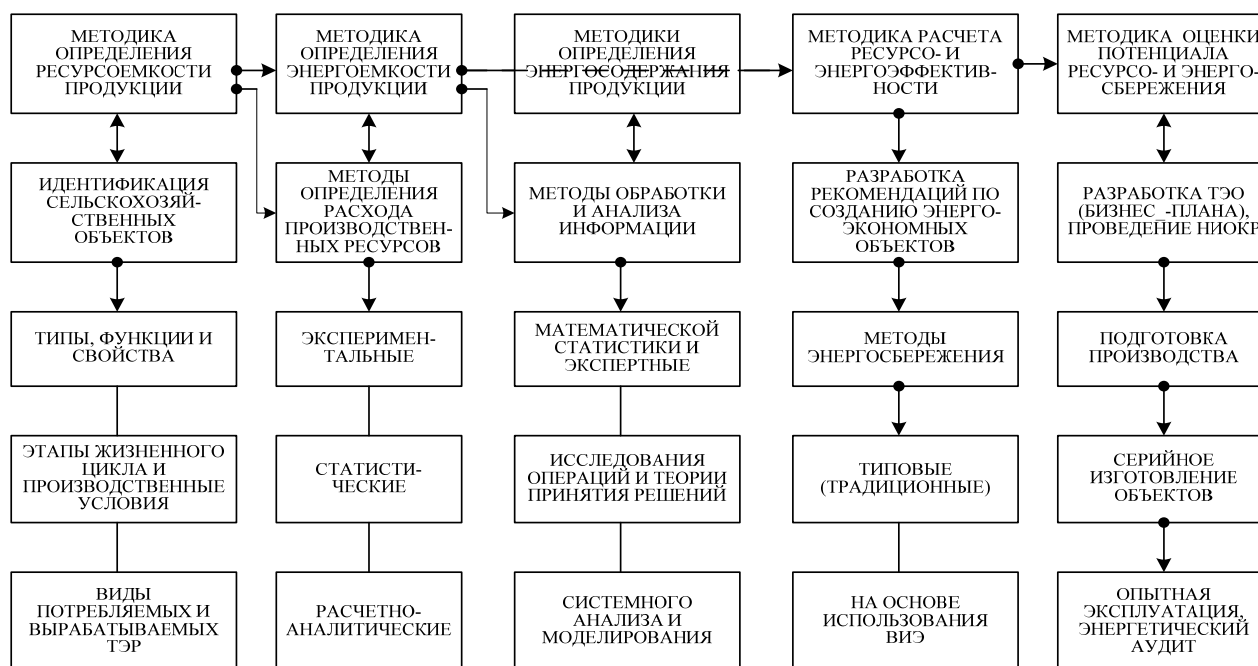 МЕТОДИКА
ОПРЕДЕЛЕНИЯ
РЕСУРСОЕМКОСТИ
ПРОДУКЦИИ
МЕТОДИКА
ОПРЕДЕЛЕНИЯ
ЭНЕРГОЕМКОСТИ
ПРОДУКЦИИ
МЕТОДИКИ
ОПРЕДЕЛЕНИЯ
ЭНЕРГОСОДЕРЖАНИЯ
ПРОДУКЦИИ
МЕТОДИКА РАСЧЕТА
РЕСУРСО- И
ЭНЕРГОЭФФЕКТИВ-
НОСТИ
МЕТОДИКА ОЦЕНКИ
ПОТЕНЦИАЛА
РЕСУРСО- И ЭНЕРГО-
СБЕРЕЖЕНИЯ
ИДЕНТИФИКАЦИЯ
СЕЛЬСКОХОЗЯЙ-
СТВЕННЫХ
ОБЪЕКТОВ
МЕТОДЫ
ОПРЕДЕЛЕНИЯ
РАСХОДА
ПРОИЗВОДСТВЕН-
НЫХ РЕСУРСОВ
МЕТОДЫ ОБРАБОТКИ
И АНАЛИЗА
ИНФОРМАЦИИ
РАЗРАБОТКА
РЕКОМЕНДАЦИЙ ПО
СОЗДАНИЮ ЭНЕРГО-
ЭКОНОМНЫХ
ОБЪЕКТОВ
РАЗРАБОТКА ТЭО
(БИЗНЕС_-ПЛАНА),
ПРОВЕДЕНИЕ НИОКР
ТИПЫ, ФУНКЦИИ И
СВОЙСТВА
ЭКСПЕРИМЕН-
ТАЛЬНЫЕ
МАТЕМАТИЧЕСКОЙ
СТАТИСТИКИ И
ЭКСПЕРТНЫЕ
МЕТОДЫ
ЭНЕРГОСБЕРЕЖЕНИЯ
ПОДГОТОВКА
ПРОИЗВОДСТВА
ЭТАПЫ ЖИЗНЕННОГО
ЦИКЛА И
ПРОИЗВОДСТВЕННЫЕ
УСЛОВИЯ
СТАТИСТИ-
ЧЕСКИЕ
ИССЛЕДОВАНИЯ
ОПЕРАЦИЙ И ТЕОРИИ
ПРИНЯТИЯ РЕШЕНИЙ
ТИПОВЫЕ
(ТРАДИЦИОННЫЕ)
СЕРИЙНОЕ
ИЗГОТОВЛЕНИЕ
ОБЪЕКТОВ
ВИДЫ
ПОТРЕБЛЯЕМЫХ И
ВЫРАБАТЫВАЕМЫХ
ТЭР
РАСЧЕТНО-
АНАЛИТИЧЕСКИЕ
СИСТЕМНОГО
АНАЛИЗА И
МОДЕЛИРОВАНИЯ
НА ОСНОВЕ
ИСПОЛЬЗОВАНИЯ
ВИЭ
ОПЫТНАЯ
ЭКСПЛУАТАЦИЯ,
ЭНЕРГЕТИЧЕСКИЙ
АУДИТ